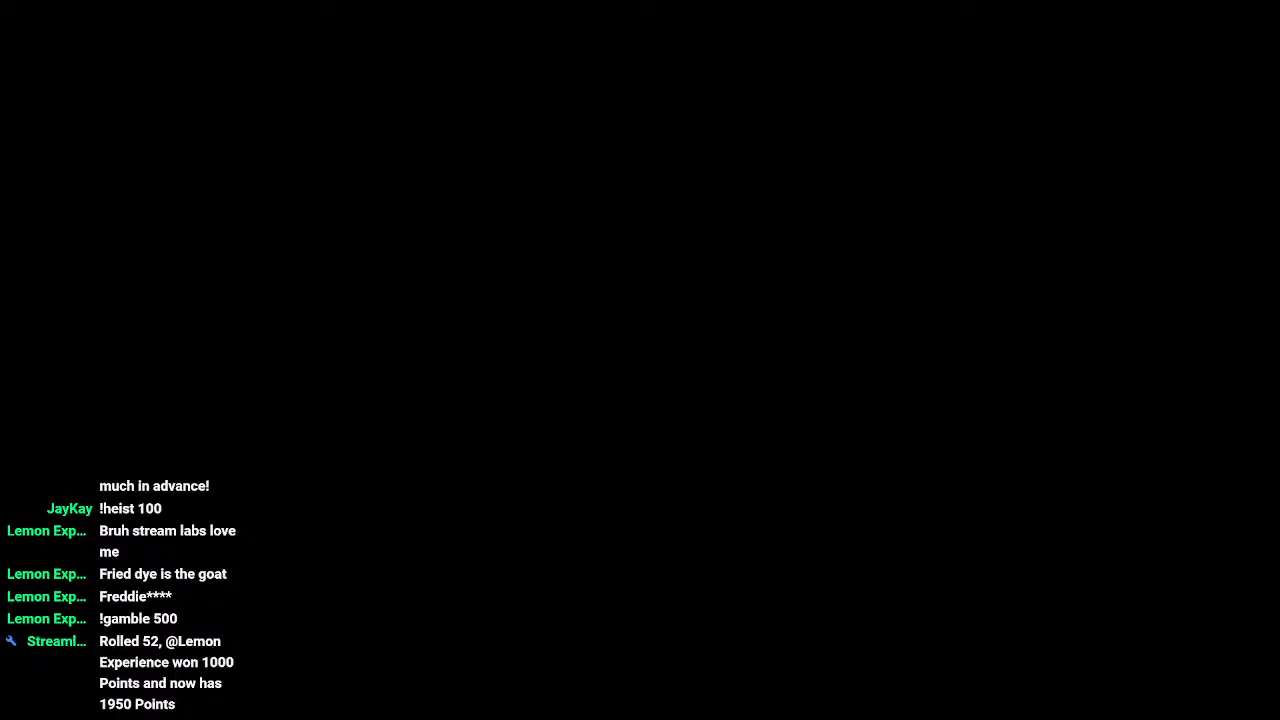 much in advance!
JayKay !heist 100
Lemon Exp... Bruh stream labs love
me
Lemon Exp... Fried dye is the goat
Lemon Exp... Freddie****
Lemon Exp... !gamble 500
Streaml... Rolled 52, @Lemon
Experience won 1000
Points and now has
1950 Points